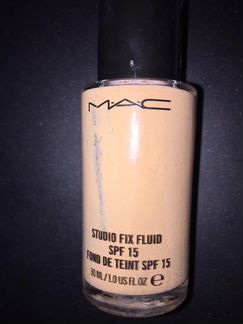 MAC
STUDIO FIX FLUID
SPF 15
FOND DE TEINT SPF 15
30 ML / 1.0 US FL OZ ℮